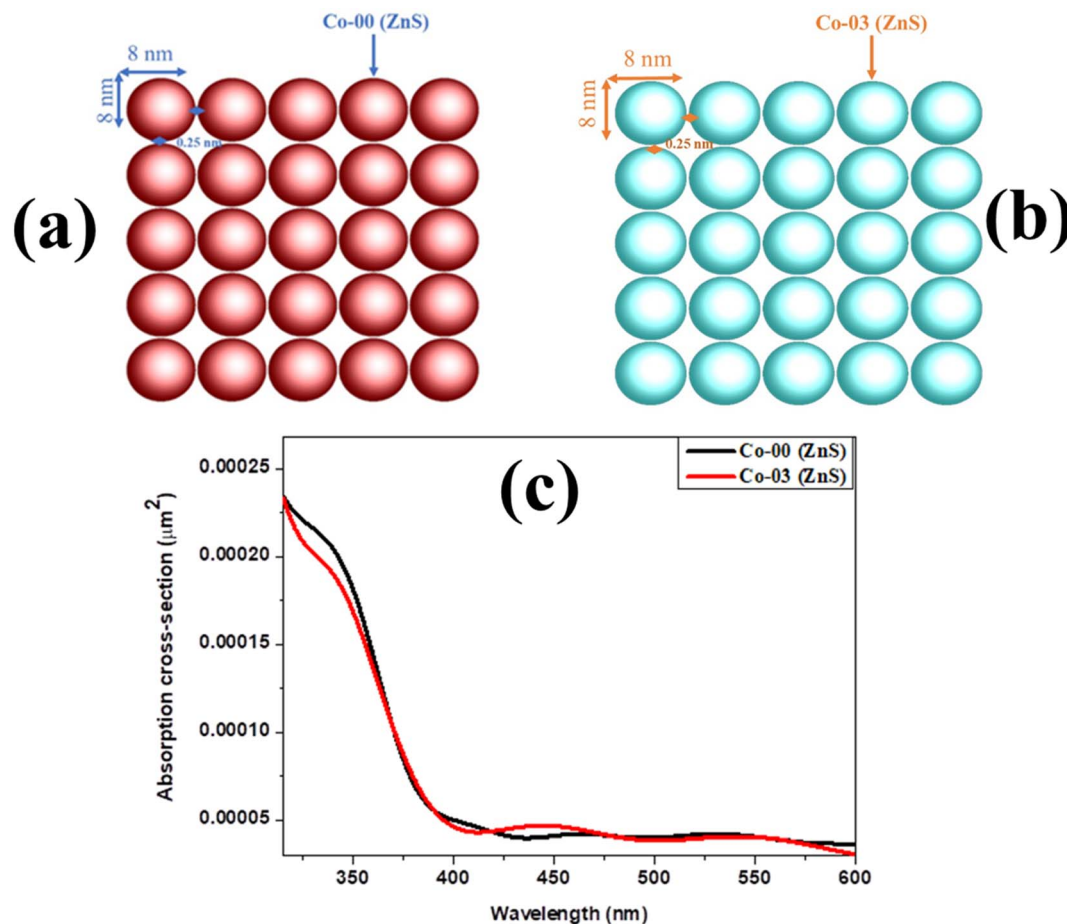 Co-00 (ZnS)
8 nm
8 nm
0.25 nm
(a)
Co-03 (ZnS)
8 nm
8 nm
0.25 nm
(b)
(c)
Co-00 (ZnS)
Co-03 (ZnS)
Absorption cross-section (μm²)
0.00025
0.00020
0.00015
0.00010
0.00005
350 400 450 500 550 600
Wavelength (nm)